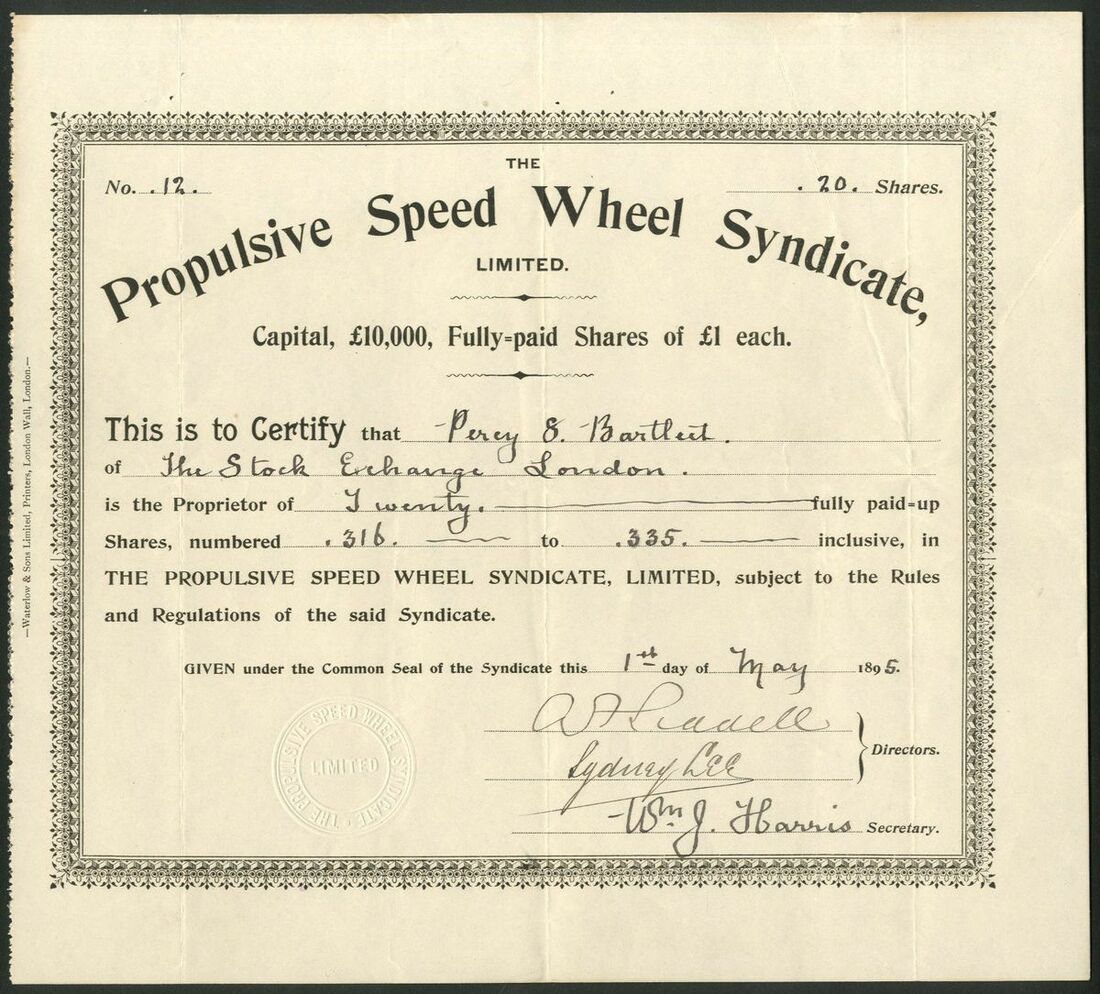 THE
No. .12. .20. Shares.
Propulsive Speed Wheel Syndicate,
LIMITED.
Capital, £10,000, Fully=paid Shares of £1 each.
This is to Certify that Percy S. Bartleet.
of The Stock Exchange London.
is the Proprietor of Twenty. fully paid=up
Shares, numbered .316. to .335. inclusive, in
THE PROPULSIVE SPEED WHEEL SYNDICATE, LIMITED, subject to the Rules
and Regulations of the said Syndicate.
GIVEN under the Common Seal of the Syndicate this 1st day of May 1895.
Directors.
Sydney Lee
Wm. J. Harris Secretary.
THE PROPULSIVE SPEED WHEEL SYNDICATE
LIMITED
—Waterlow & Sons Limited, Printers, London Wall, London.—